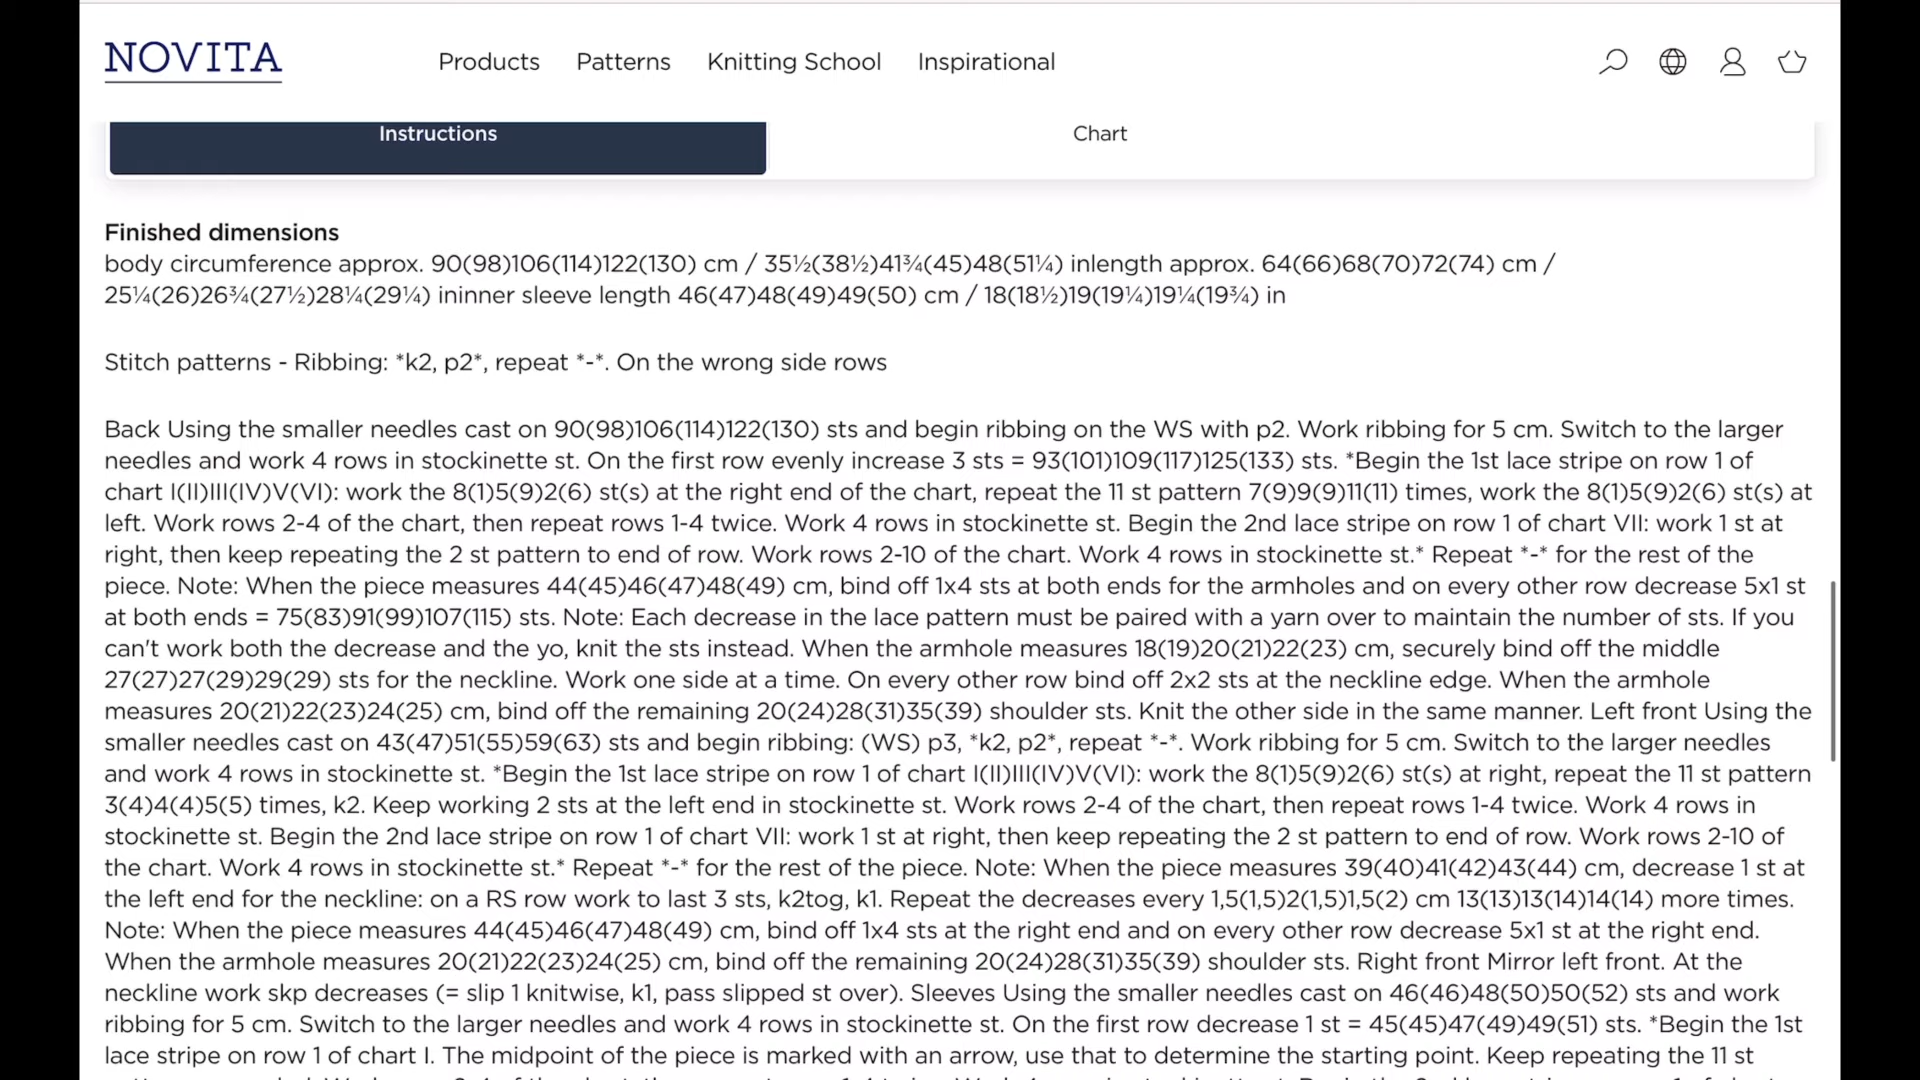 NOVITA
Products Patterns Knitting School Inspirational
Instructions Chart
Finished dimensions
body circumference approx. 90(98)106(114)122(130) cm / 35½(38½)41¾(45)48(51¼) inlength approx. 64(66)68(70)72(74) cm /
25¼(26)26¾(27½)28¼(29¼) ininner sleeve length 46(47)48(49)49(50) cm / 18(18½)19(19¼)19¼(19¾) in
Stitch patterns - Ribbing: *k2, p2*, repeat *-*. On the wrong side rows
Back Using the smaller needles cast on 90(98)106(114)122(130) sts and begin ribbing on the WS with p2. Work ribbing for 5 cm. Switch to the larger
needles and work 4 rows in stockinette st. On the first row evenly increase 3 sts = 93(101)109(117)125(133) sts. *Begin the 1st lace stripe on row 1 of
chart I(II)III(IV)V(VI): work the 8(1)5(9)2(6) st(s) at the right end of the chart, repeat the 11 st pattern 7(9)9(9)11(11) times, work the 8(1)5(9)2(6) st(s) at
left. Work rows 2-4 of the chart, then repeat rows 1-4 twice. Work 4 rows in stockinette st. Begin the 2nd lace stripe on row 1 of chart VII: work 1 st at
right, then keep repeating the 2 st pattern to end of row. Work rows 2-10 of the chart. Work 4 rows in stockinette st.* Repeat *-* for the rest of the
piece. Note: When the piece measures 44(45)46(47)48(49) cm, bind off 1x4 sts at both ends for the armholes and on every other row decrease 5x1 st
at both ends = 75(83)91(99)107(115) sts. Note: Each decrease in the lace pattern must be paired with a yarn over to maintain the number of sts. If you
can't work both the decrease and the yo, knit the sts instead. When the armhole measures 18(19)20(21)22(23) cm, securely bind off the middle
27(27)27(29)29(29) sts for the neckline. Work one side at a time. On every other row bind off 2x2 sts at the neckline edge. When the armhole
measures 20(21)22(23)24(25) cm, bind off the remaining 20(24)28(31)35(39) shoulder sts. Knit the other side in the same manner. Left front Using the
smaller needles cast on 43(47)51(55)59(63) sts and begin ribbing: (WS) p3, *k2, p2*, repeat *-*. Work ribbing for 5 cm. Switch to the larger needles
and work 4 rows in stockinette st. *Begin the 1st lace stripe on row 1 of chart I(II)III(IV)V(VI): work the 8(1)5(9)2(6) st(s) at right, repeat the 11 st pattern
3(4)4(4)5(5) times, k2. Keep working 2 sts at the left end in stockinette st. Work rows 2-4 of the chart, then repeat rows 1-4 twice. Work 4 rows in
stockinette st. Begin the 2nd lace stripe on row 1 of chart VII: work 1 st at right, then keep repeating the 2 st pattern to end of row. Work rows 2-10 of
the chart. Work 4 rows in stockinette st.* Repeat *-* for the rest of the piece. Note: When the piece measures 39(40)41(42)43(44) cm, decrease 1 st at
the left end for the neckline: on a RS row work to last 3 sts, k2tog, k1. Repeat the decreases every 1,5(1,5)2(1,5)1,5(2) cm 13(13)13(14)14(14) more times.
Note: When the piece measures 44(45)46(47)48(49) cm, bind off 1x4 sts at the right end and on every other row decrease 5x1 st at the right end.
When the armhole measures 20(21)22(23)24(25) cm, bind off the remaining 20(24)28(31)35(39) shoulder sts. Right front Mirror left front. At the
neckline work skp decreases (= slip 1 knitwise, k1, pass slipped st over). Sleeves Using the smaller needles cast on 46(46)48(50)50(52) sts and work
ribbing for 5 cm. Switch to the larger needles and work 4 rows in stockinette st. On the first row decrease 1 st = 45(45)47(49)49(51) sts. *Begin the 1st
lace stripe on row 1 of chart I. The midpoint of the piece is marked with an arrow, use that to determine the starting point. Keep repeating the 11 st